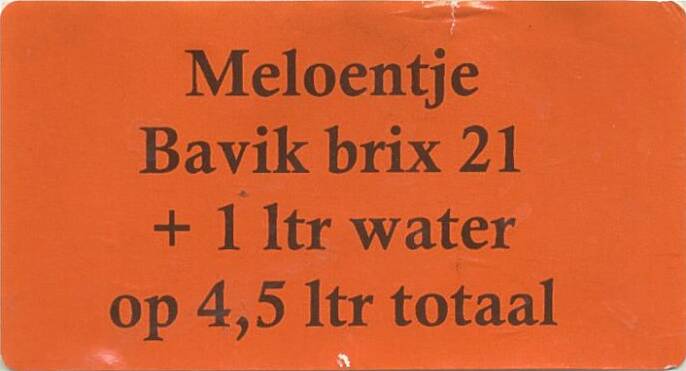 Meloentje
Bavik brix 21
+ 1 ltr water
op 4,5 ltr totaal